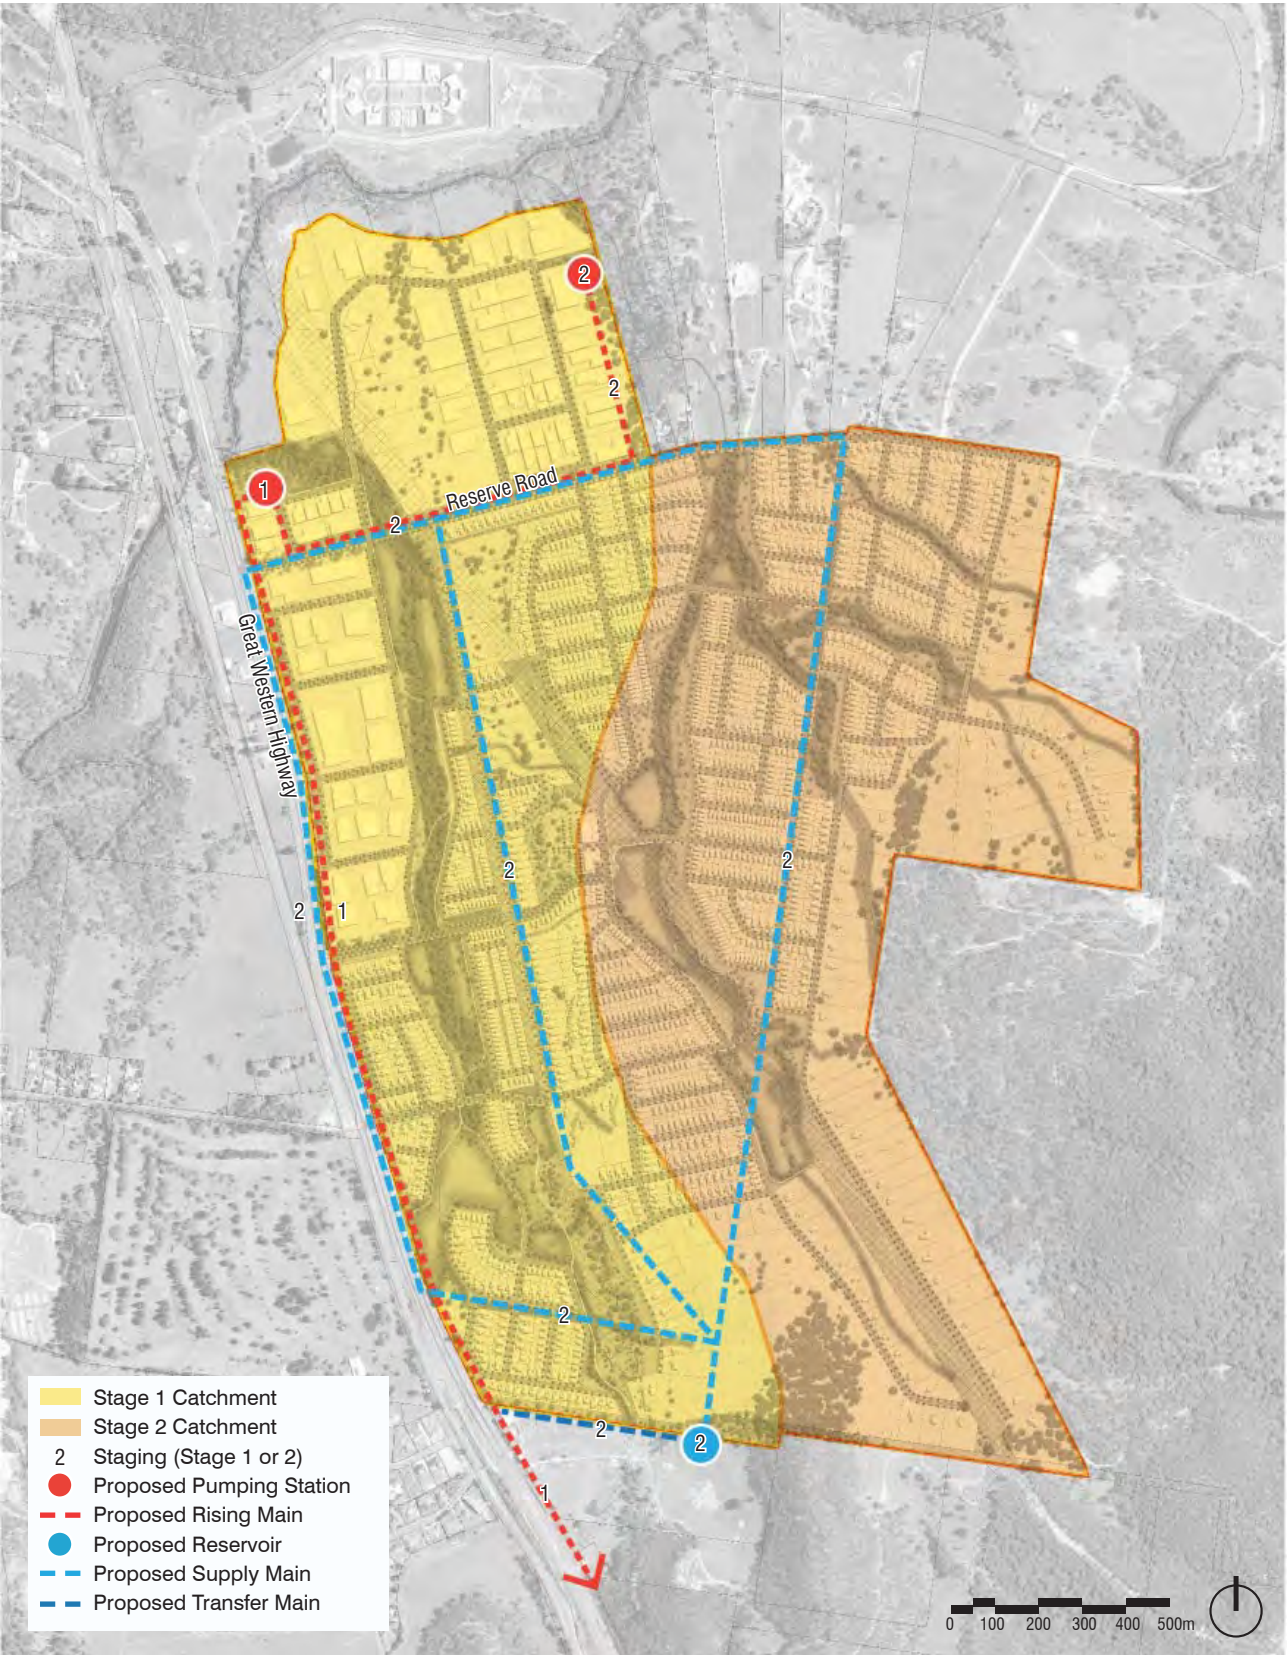 2
2
1
Reserve Road
2
Great Western Highway
2
2
2
1
2
2
2
1
Stage 1 Catchment
Stage 2 Catchment
2 Staging (Stage 1 or 2)
Proposed Pumping Station
Proposed Rising Main
Proposed Reservoir
Proposed Supply Main
Proposed Transfer Main
0 100 200 300 400 500m